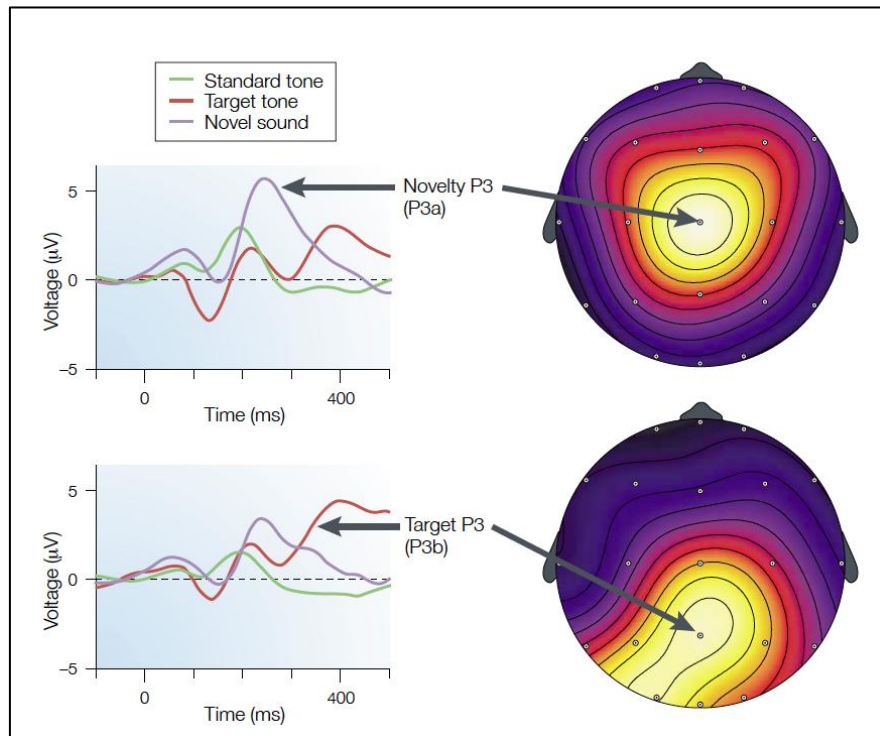 Standard tone
Target tone
Novel sound
5
0
–5
Voltage (µV)
0
400
Time (ms)
Novelty P3
(P3a)
5
0
–5
Voltage (µV)
0
400
Time (ms)
Target P3
(P3b)